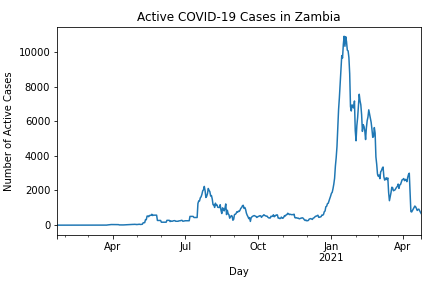 Active COVID-19 Cases in Zambia
Number of Active Cases
10000
8000
6000
4000
2000
0
Apr
Jul
Oct
Jan
2021
Apr
Day